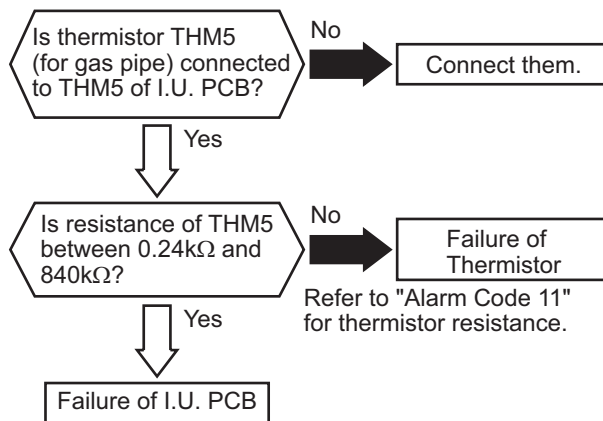 Is thermistor THM5
(for gas pipe) connected
to THM5 of I.U. PCB?
No
Connect them.
Yes
Is resistance of THM5
between 0.24kΩ and
840kΩ?
No
Failure of
Thermistor
Refer to "Alarm Code 11"
for thermistor resistance.
Yes
Failure of I.U. PCB